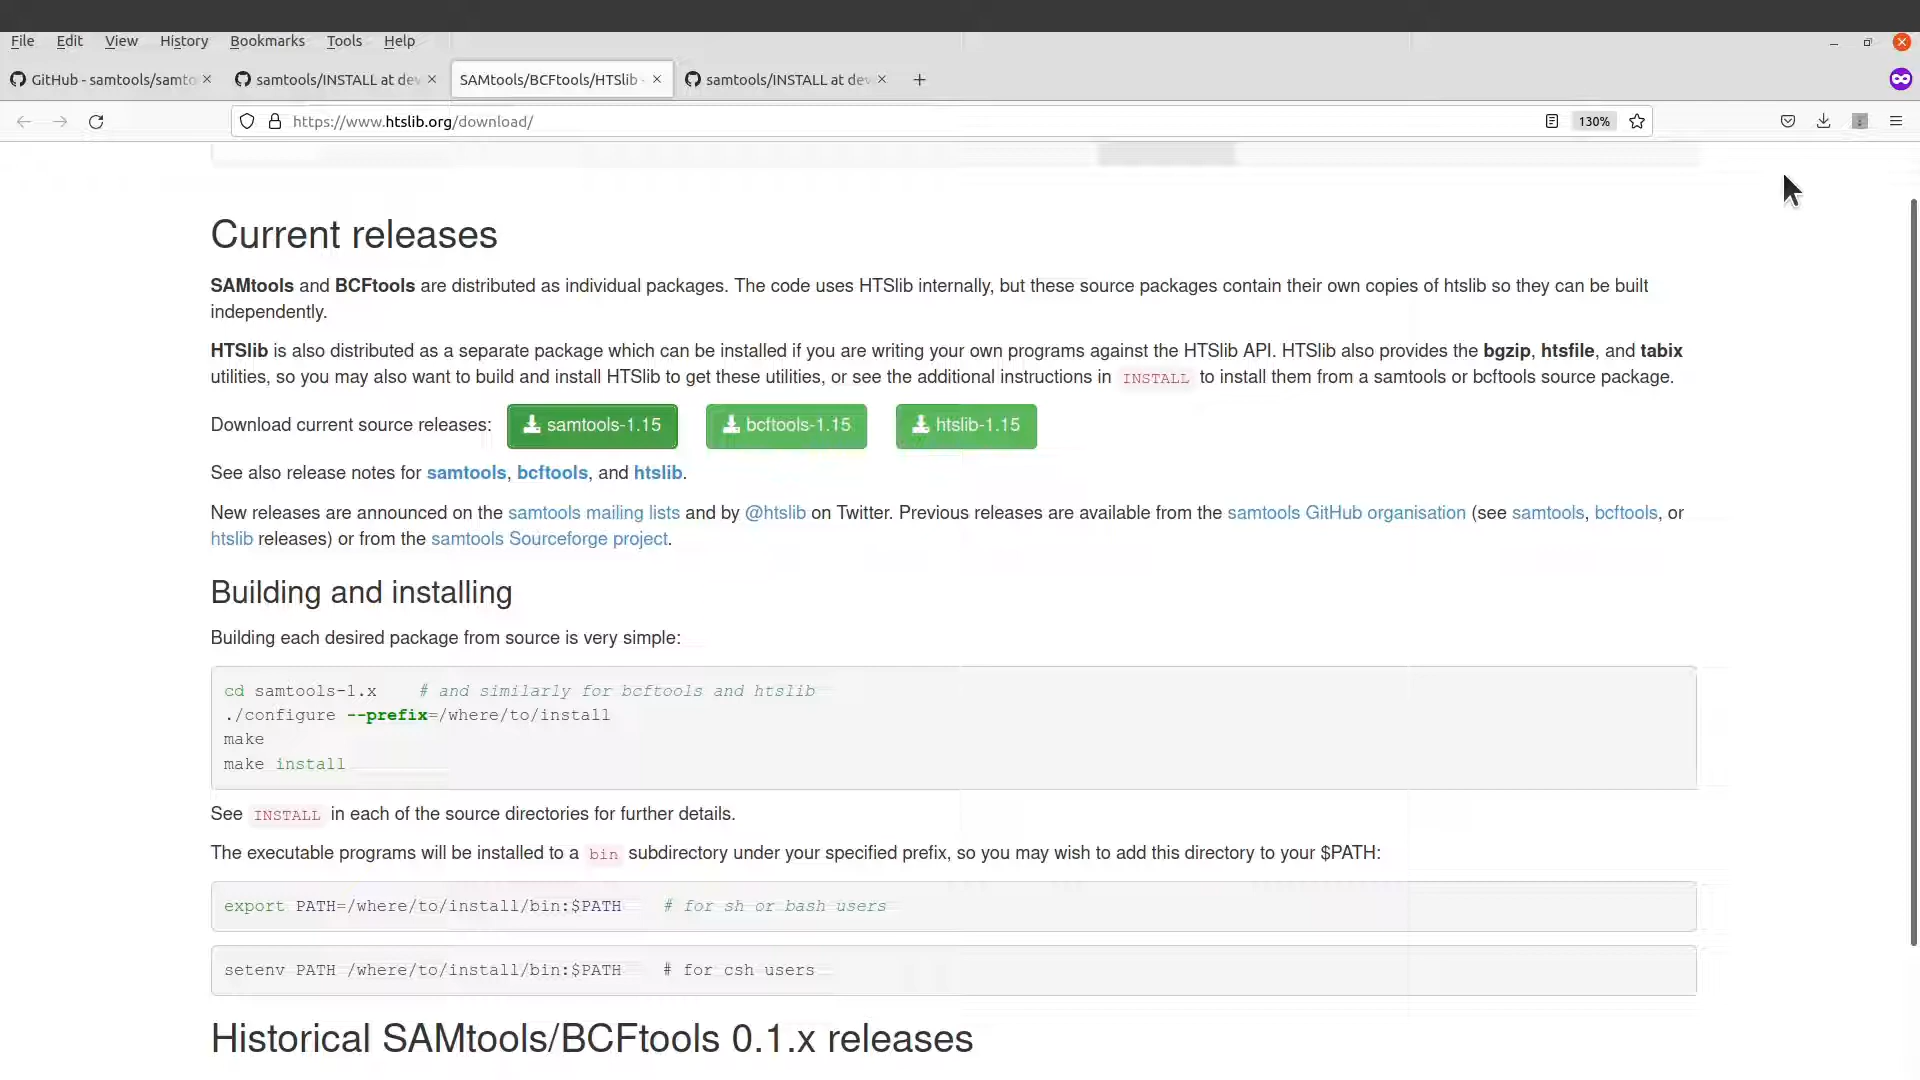 File Edit View History Bookmarks Tools Help
GitHub - samtools/samto
samtools/INSTALL at dev
SAMtools/BCFtools/HTSlib -
samtools/INSTALL at dev
https://www.htslib.org/download/
130%
Current releases
SAMtools and BCFtools are distributed as individual packages. The code uses HTSlib internally, but these source packages contain their own copies of htslib so they can be built
independently.
HTSlib is also distributed as a separate package which can be installed if you are writing your own programs against the HTSlib API. HTSlib also provides the bgzip, htsfile, and tabix
utilities, so you may also want to build and install HTSlib to get these utilities, or see the additional instructions in INSTALL to install them from a samtools or bcftools source package.
Download current source releases: samtools-1.15 bcftools-1.15 htslib-1.15
See also release notes for samtools, bcftools, and htslib.
New releases are announced on the samtools mailing lists and by @htslib on Twitter. Previous releases are available from the samtools GitHub organisation (see samtools, bcftools, or
htslib releases) or from the samtools Sourceforge project.
Building and installing
Building each desired package from source is very simple:
cd samtools-1.x # and similarly for bcftools and htslib
./configure --prefix=/where/to/install
make
make install
See INSTALL in each of the source directories for further details.
The executable programs will be installed to a bin subdirectory under your specified prefix, so you may wish to add this directory to your $PATH:
export PATH=/where/to/install/bin:$PATH # for sh or bash users
setenv PATH /where/to/install/bin:$PATH # for csh users
Historical SAMtools/BCFtools 0.1.x releases